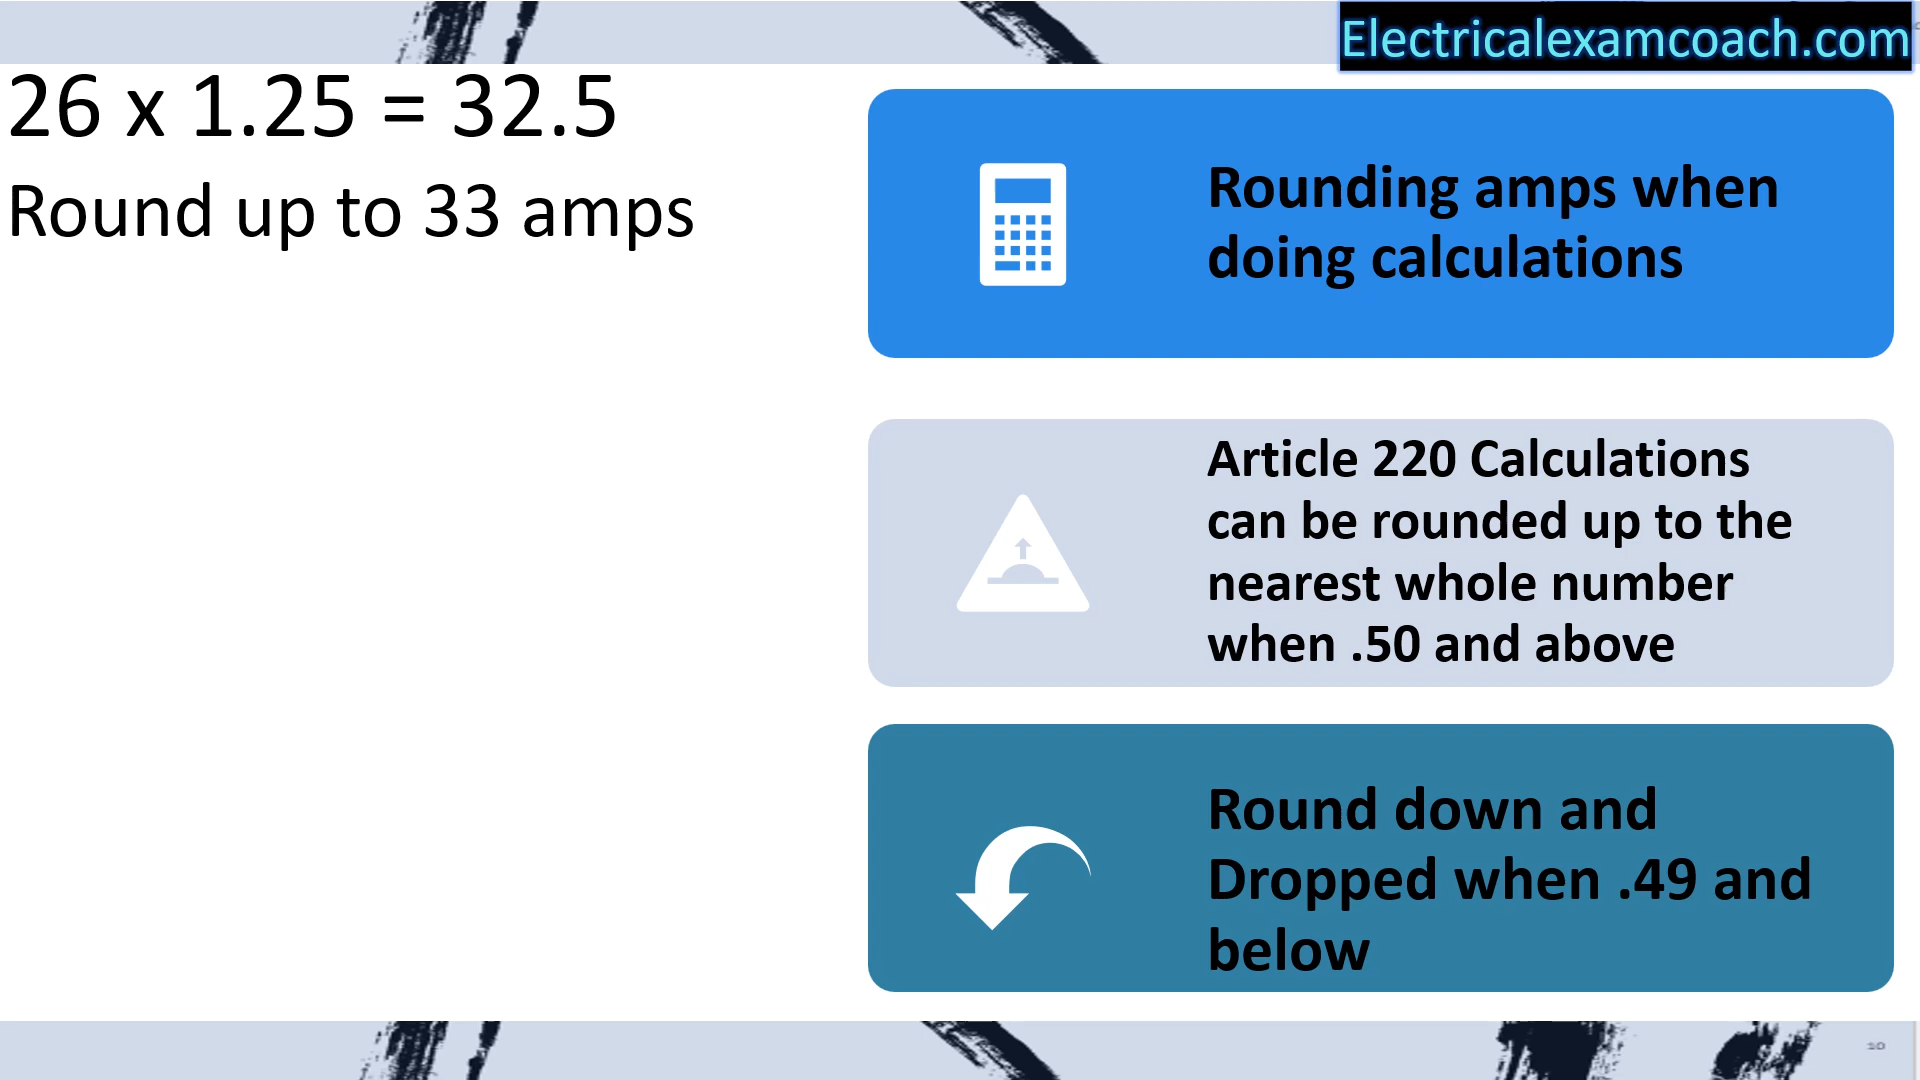 Electricalexamcoach.com
26 x 1.25 = 32.5
Round up to 33 amps
Rounding amps when
doing calculations
Article 220 Calculations
can be rounded up to the
nearest whole number
when .50 and above
Round down and
Dropped when .49 and
below
10